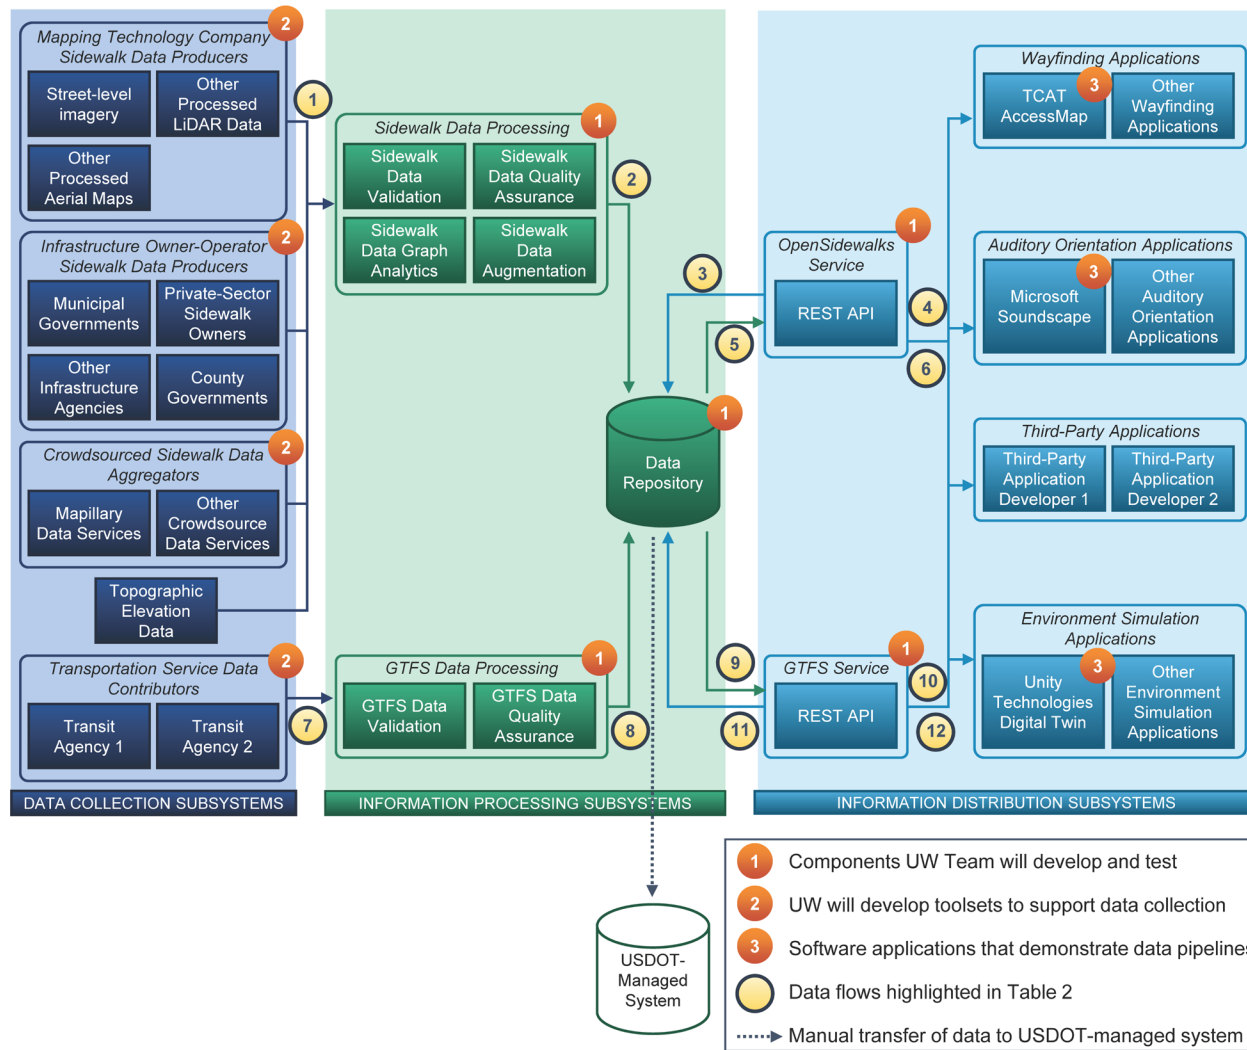 Mapping Technology Company
Sidewalk Data Producers
2
Street-level
imagery
Other
Processed
LiDAR Data
Other
Processed
Aerial Maps
1
Infrastructure Owner-Operator
Sidewalk Data Producers
2
Municipal
Governments
Private-Sector
Sidewalk
Owners
Other
Infrastructure
Agencies
County
Governments
Crowdsourced Sidewalk Data
Aggregators
2
Mapillary
Data Services
Other
Crowdsource
Data Services
Topographic
Elevation
Data
Transportation Service Data
Contributors
2
Transit
Agency 1
Transit
Agency 2
7
DATA COLLECTION SUBSYSTEMS
Sidewalk Data Processing
1
Sidewalk
Data
Validation
Sidewalk
Data Quality
Assurance
Sidewalk
Data Graph
Analytics
Sidewalk
Data
Augmentation
2
3
5
Data
Repository
1
GTFS Data Processing
1
GTFS Data
Validation
GTFS Data
Quality
Assurance
8
9
11
INFORMATION PROCESSING SUBSYSTEMS
OpenSidewalks
Service
1
REST API
4
6
GTFS Service
1
REST API
10
12
Wayfinding Applications
TCAT
AccessMap
3
Other
Wayfinding
Applications
Auditory Orientation Applications
Microsoft
Soundscape
3
Other
Auditory
Orientation
Applications
Third-Party Applications
Third-Party
Application
Developer 1
Third-Party
Application
Developer 2
Environment Simulation
Applications
Unity
Technologies
Digital Twin
3
Other
Environment
Simulation
Applications
INFORMATION DISTRIBUTION SUBSYSTEMS
USDOT-
Managed
System
1 Components UW Team will develop and test
2 UW will develop toolsets to support data collection
3 Software applications that demonstrate data pipelines
Data flows highlighted in Table 2
Manual transfer of data to USDOT-managed system